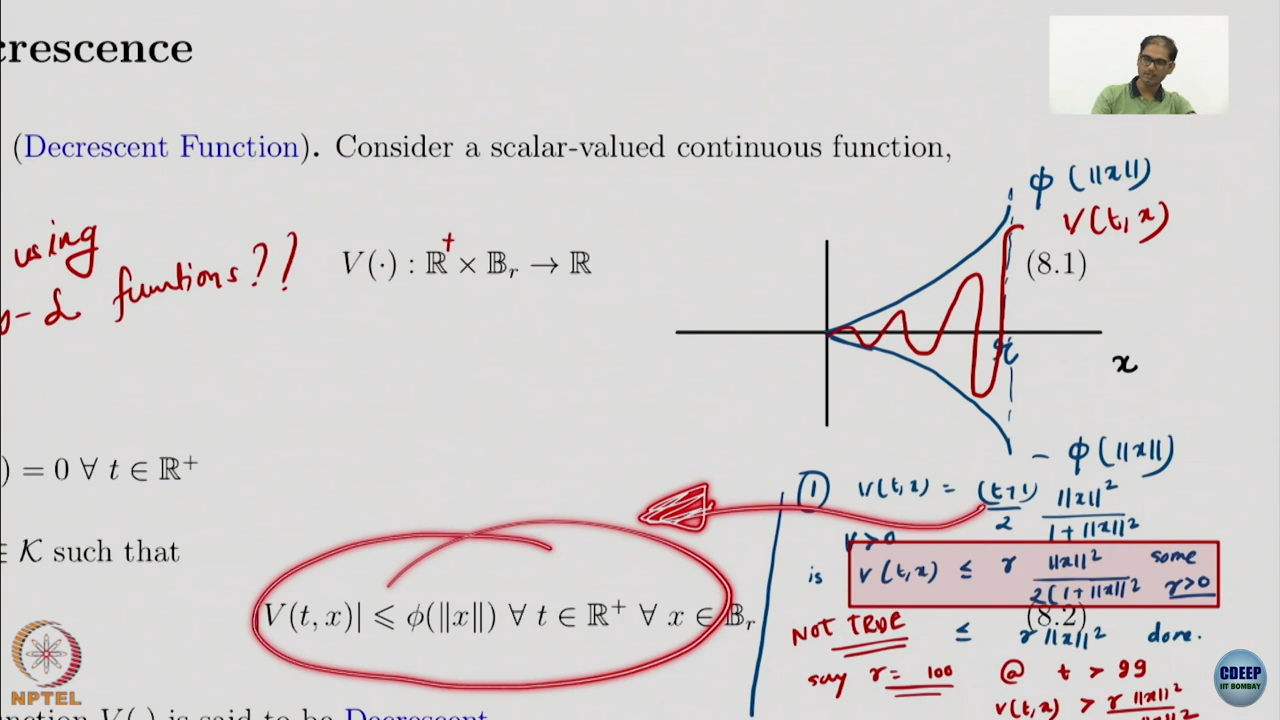 crescence
(Decrescent Function). Consider a scalar-valued continuous function,
ϕ (||x||)
V(t,x)
using
functions??
V(·) : ℝ⁺ × 𝔹ᵣ → ℝ
(8.1)
r
x
) = 0 ∀ t ∈ ℝ⁺
− ϕ(||x||)
① V(t,x) = (t+1)/2 ||x||²/(1+||x||²)
V>0
∈ 𝒦 such that
is V(t,x) ≤ γ ||x||²/2(1+||x||²) some γ>0
V(t, x)| ⩽ ϕ(∥x∥) ∀ t ∈ ℝ⁺ ∀ x ∈ 𝔹ᵣ
(8.2)
NOT TRUE ≤ γ ||x||² done.
say γ = 100 @ t > 99
V(t,x) > γ ||x||²
NPTEL
CDEEP
IIT BOMBAY
nction V(·) is said to be Decrescent